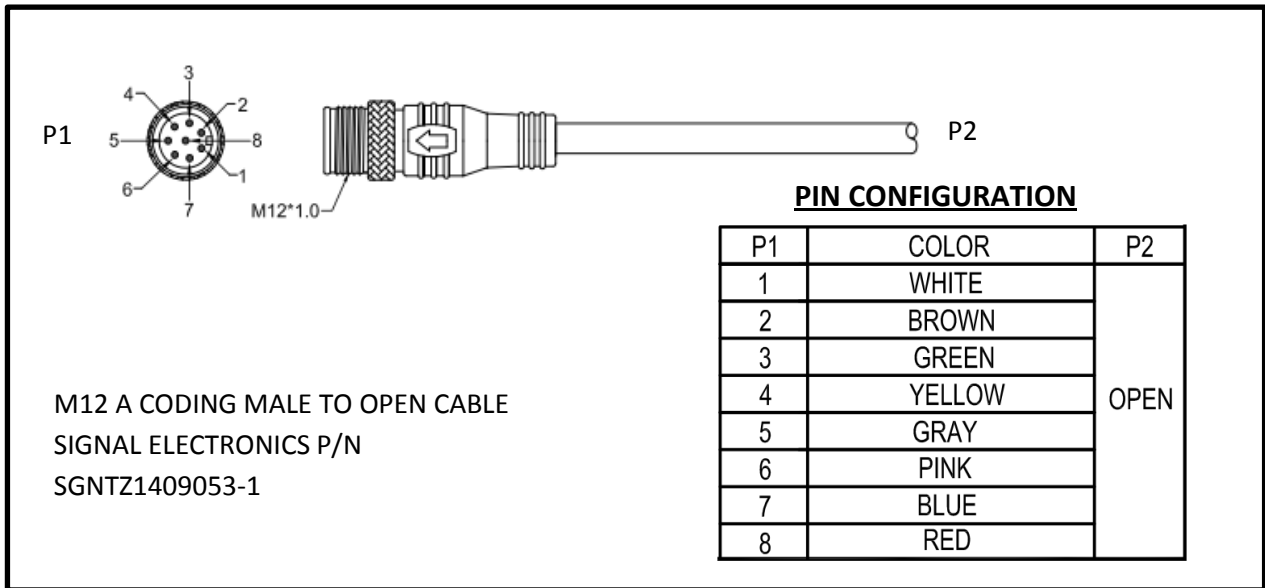 3
4
2
P1
5
8
P2
6
1
7
M12*1.0
PIN CONFIGURATION
P1 COLOR P2
1 WHITE
2 BROWN
3 GREEN
4 YELLOW
OPEN
5 GRAY
6 PINK
7 BLUE
8 RED
M12 A CODING MALE TO OPEN CABLE
SIGNAL ELECTRONICS P/N
SGNTZ1409053-1